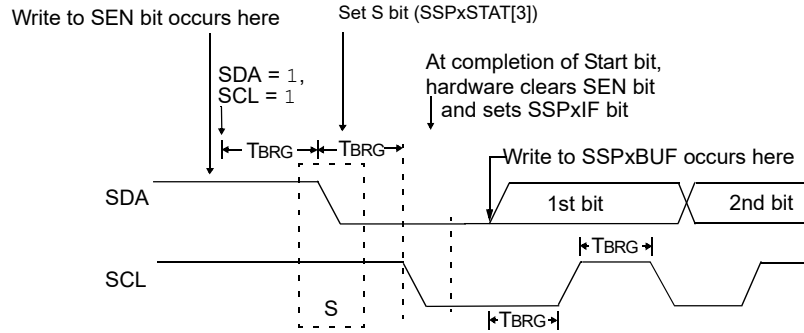 Write to SEN bit occurs here
Set S bit (SSPxSTAT[3])
SDA = 1,
SCL = 1
At completion of Start bit,
hardware clears SEN bit
and sets SSPxIF bit
TBRG
TBRG
Write to SSPxBUF occurs here
SDA
1st bit
2nd bit
TBRG
SCL
S
TBRG